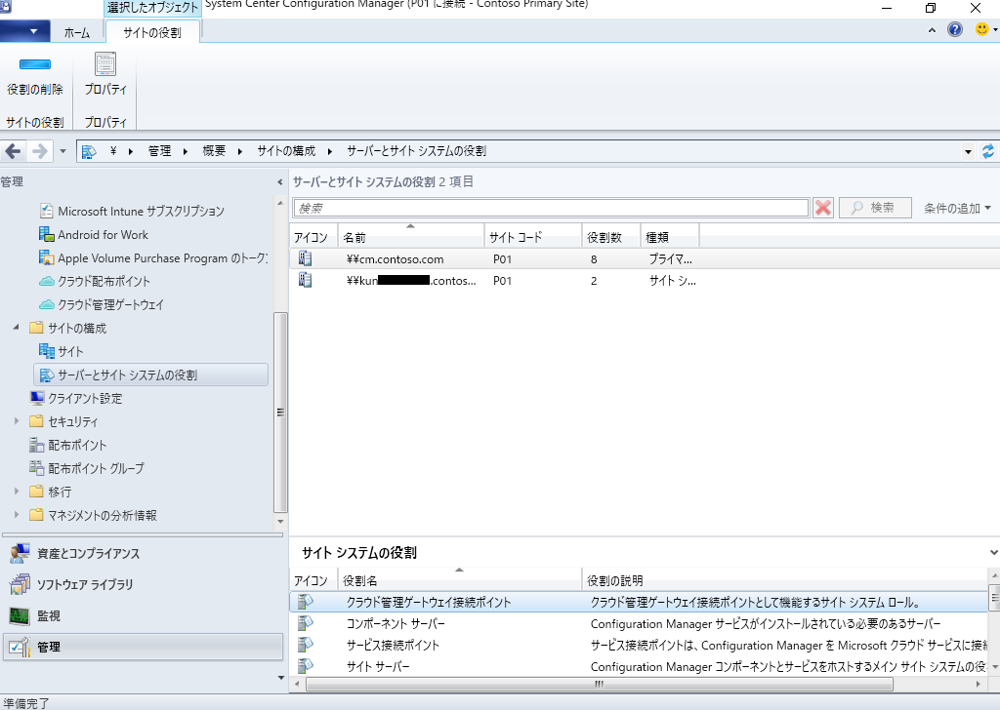 選択したオブジェクト
System Center Configuration Manager (P01 に接続 - Contoso Primary Site)
ホーム
サイトの役割
役割の削除
プロパティ
サイトの役割
プロパティ
¥ ▸ 管理 ▸ 概要 ▸ サイトの構成 ▸ サーバーとサイト システムの役割
管理
Microsoft Intune サブスクリプション
Android for Work
Apple Volume Purchase Program のトークン
クラウド配布ポイント
クラウド管理ゲートウェイ
サイトの構成
サイト
サーバーとサイト システムの役割
クライアント設定
セキュリティ
配布ポイント
配布ポイント グループ
移行
マネジメントの分析情報
資産とコンプライアンス
ソフトウェア ライブラリ
監視
管理
サーバーとサイト システムの役割 2 項目
検索
検索
条件の追加
アイコン 名前 サイト コード 役割数 種類
¥¥cm.contoso.com P01 8 プライマ...
¥¥kun .contos... P01 2 サイト シ...
サイト システムの役割
アイコン 役割名 役割の説明
クラウド管理ゲートウェイ接続ポイント クラウド管理ゲートウェイ接続ポイントとして機能するサイト システム ロール。
コンポーネント サーバー Configuration Manager サービスがインストールされている必要のあるサーバー
サービス接続ポイント サービス接続ポイントは、Configuration Manager を Microsoft クラウド サービスに接続
サイト サーバー Configuration Manager コンポーネントとサービスをホストするメイン サイト システムの役
準備完了